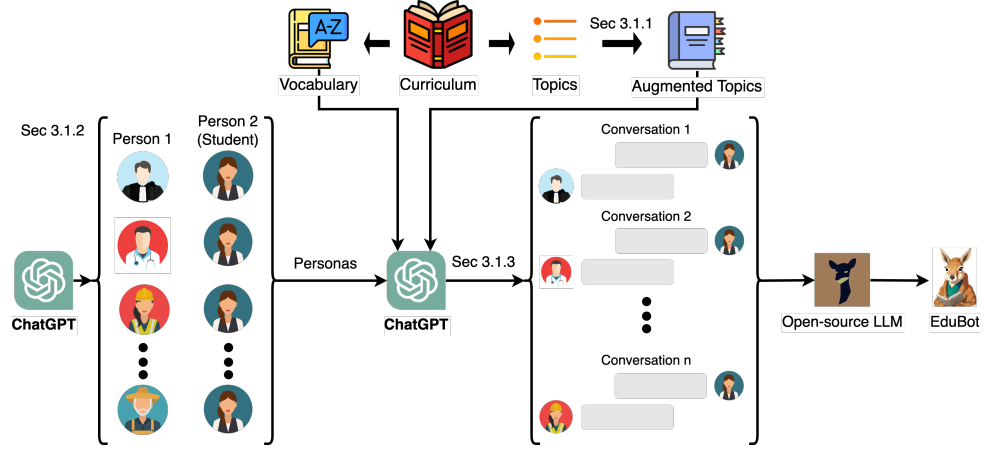 A-Z
Sec 3.1.1
Vocabulary
Curriculum
Topics
Augmented Topics
Sec 3.1.2
Person 1
Person 2
(Student)
Conversation 1
Conversation 2
Personas
Sec 3.1.3
ChatGPT
ChatGPT
Open-source LLM
EduBot
Conversation n